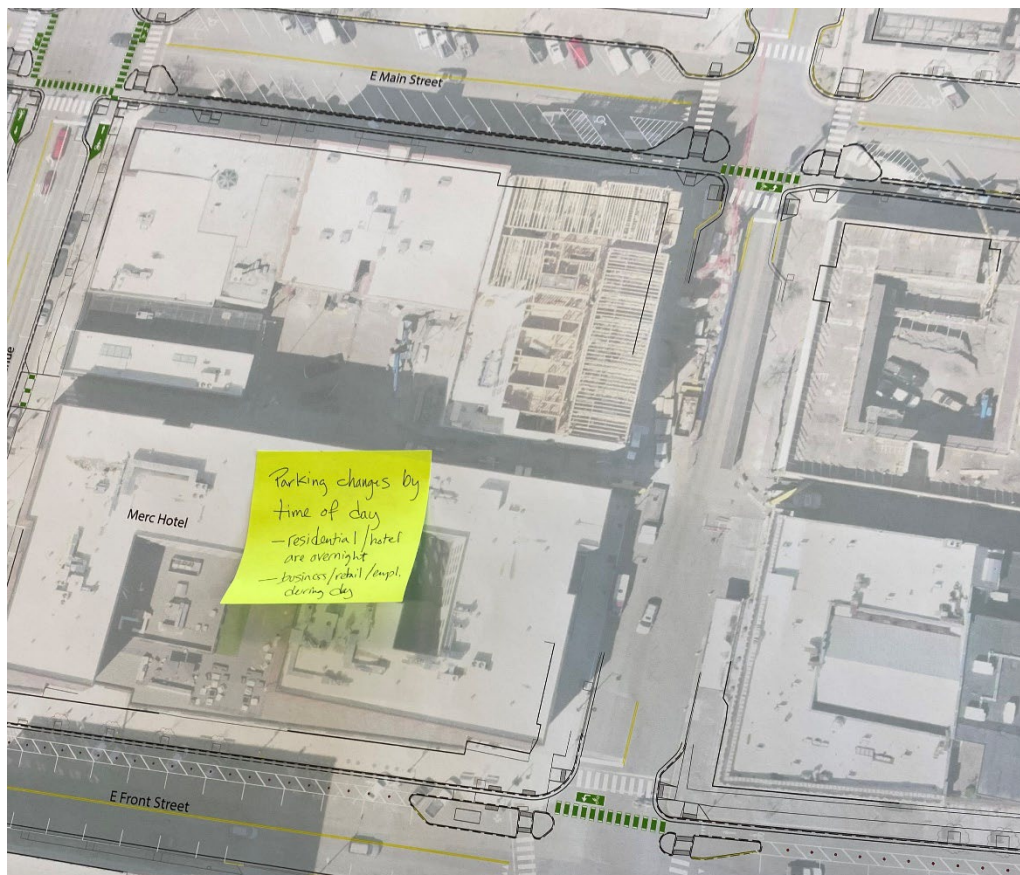 E Main Street
Parking changes by
time of day
– residential/hotel
are overnight
– business/retail/empl.
during day
Merc Hotel
E Front Street